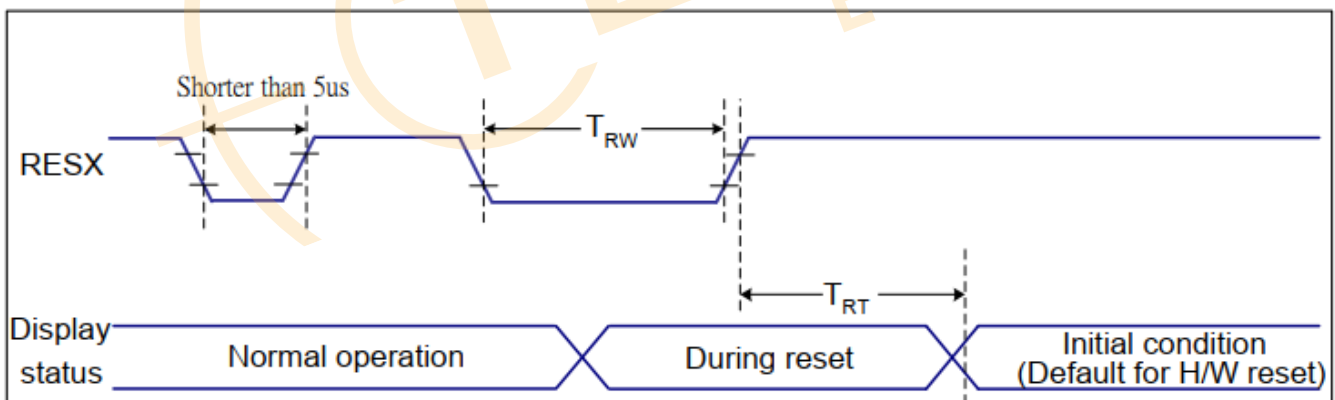 Shorter than 5us
RESX
TRW
TRT
Display
status
Normal operation
During reset
Initial condition
(Default for H/W reset)